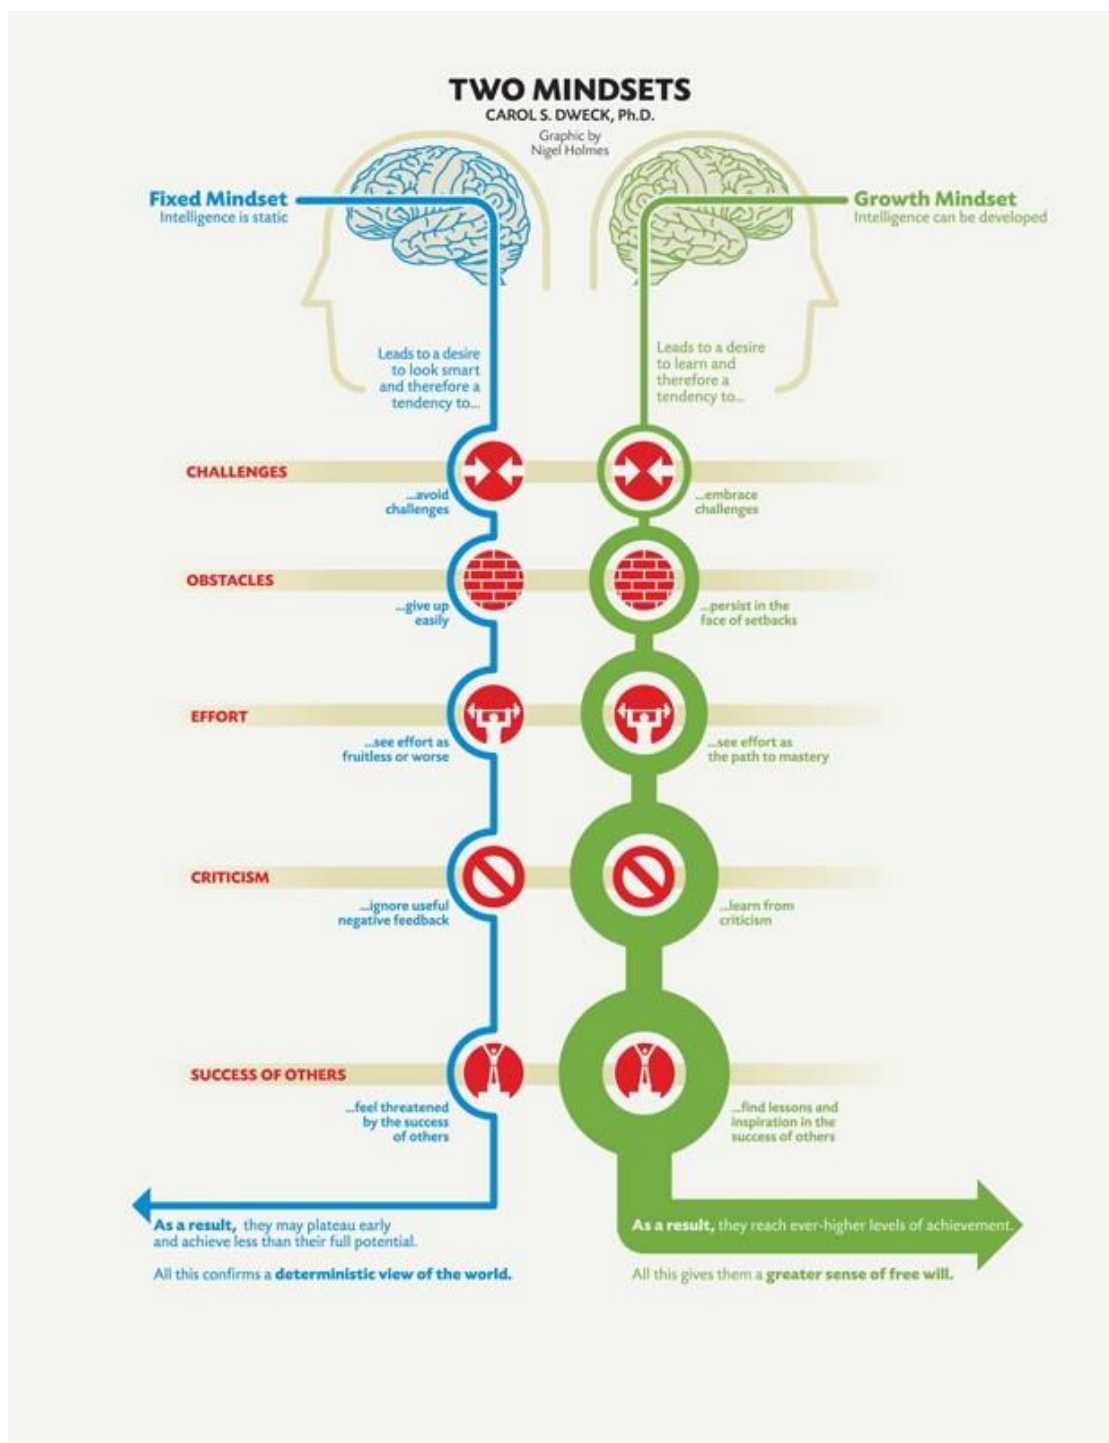 TWO MINDSETS
CAROL S. DWECK, Ph.D.
Graphic by
Nigel Holmes
Fixed Mindset
Intelligence is static
Growth Mindset
Intelligence can be developed
Leads to a desire
to look smart
and therefore a
tendency to...
Leads to a desire
to learn and
therefore a
tendency to...
CHALLENGES
...avoid
challenges
...embrace
challenges
OBSTACLES
...give up
easily
...persist in the
face of setbacks
EFFORT
...see effort as
fruitless or worse
...see effort as
the path to mastery
CRITICISM
...ignore useful
negative feedback
...learn from
criticism
SUCCESS OF OTHERS
...feel threatened
by the success
of others
...find lessons and
inspiration in the
success of others
As a result, they may plateau early
and achieve less than their full potential.
All this confirms a deterministic view of the world.
As a result, they reach ever-higher levels of achievement.
All this gives them a greater sense of free will.